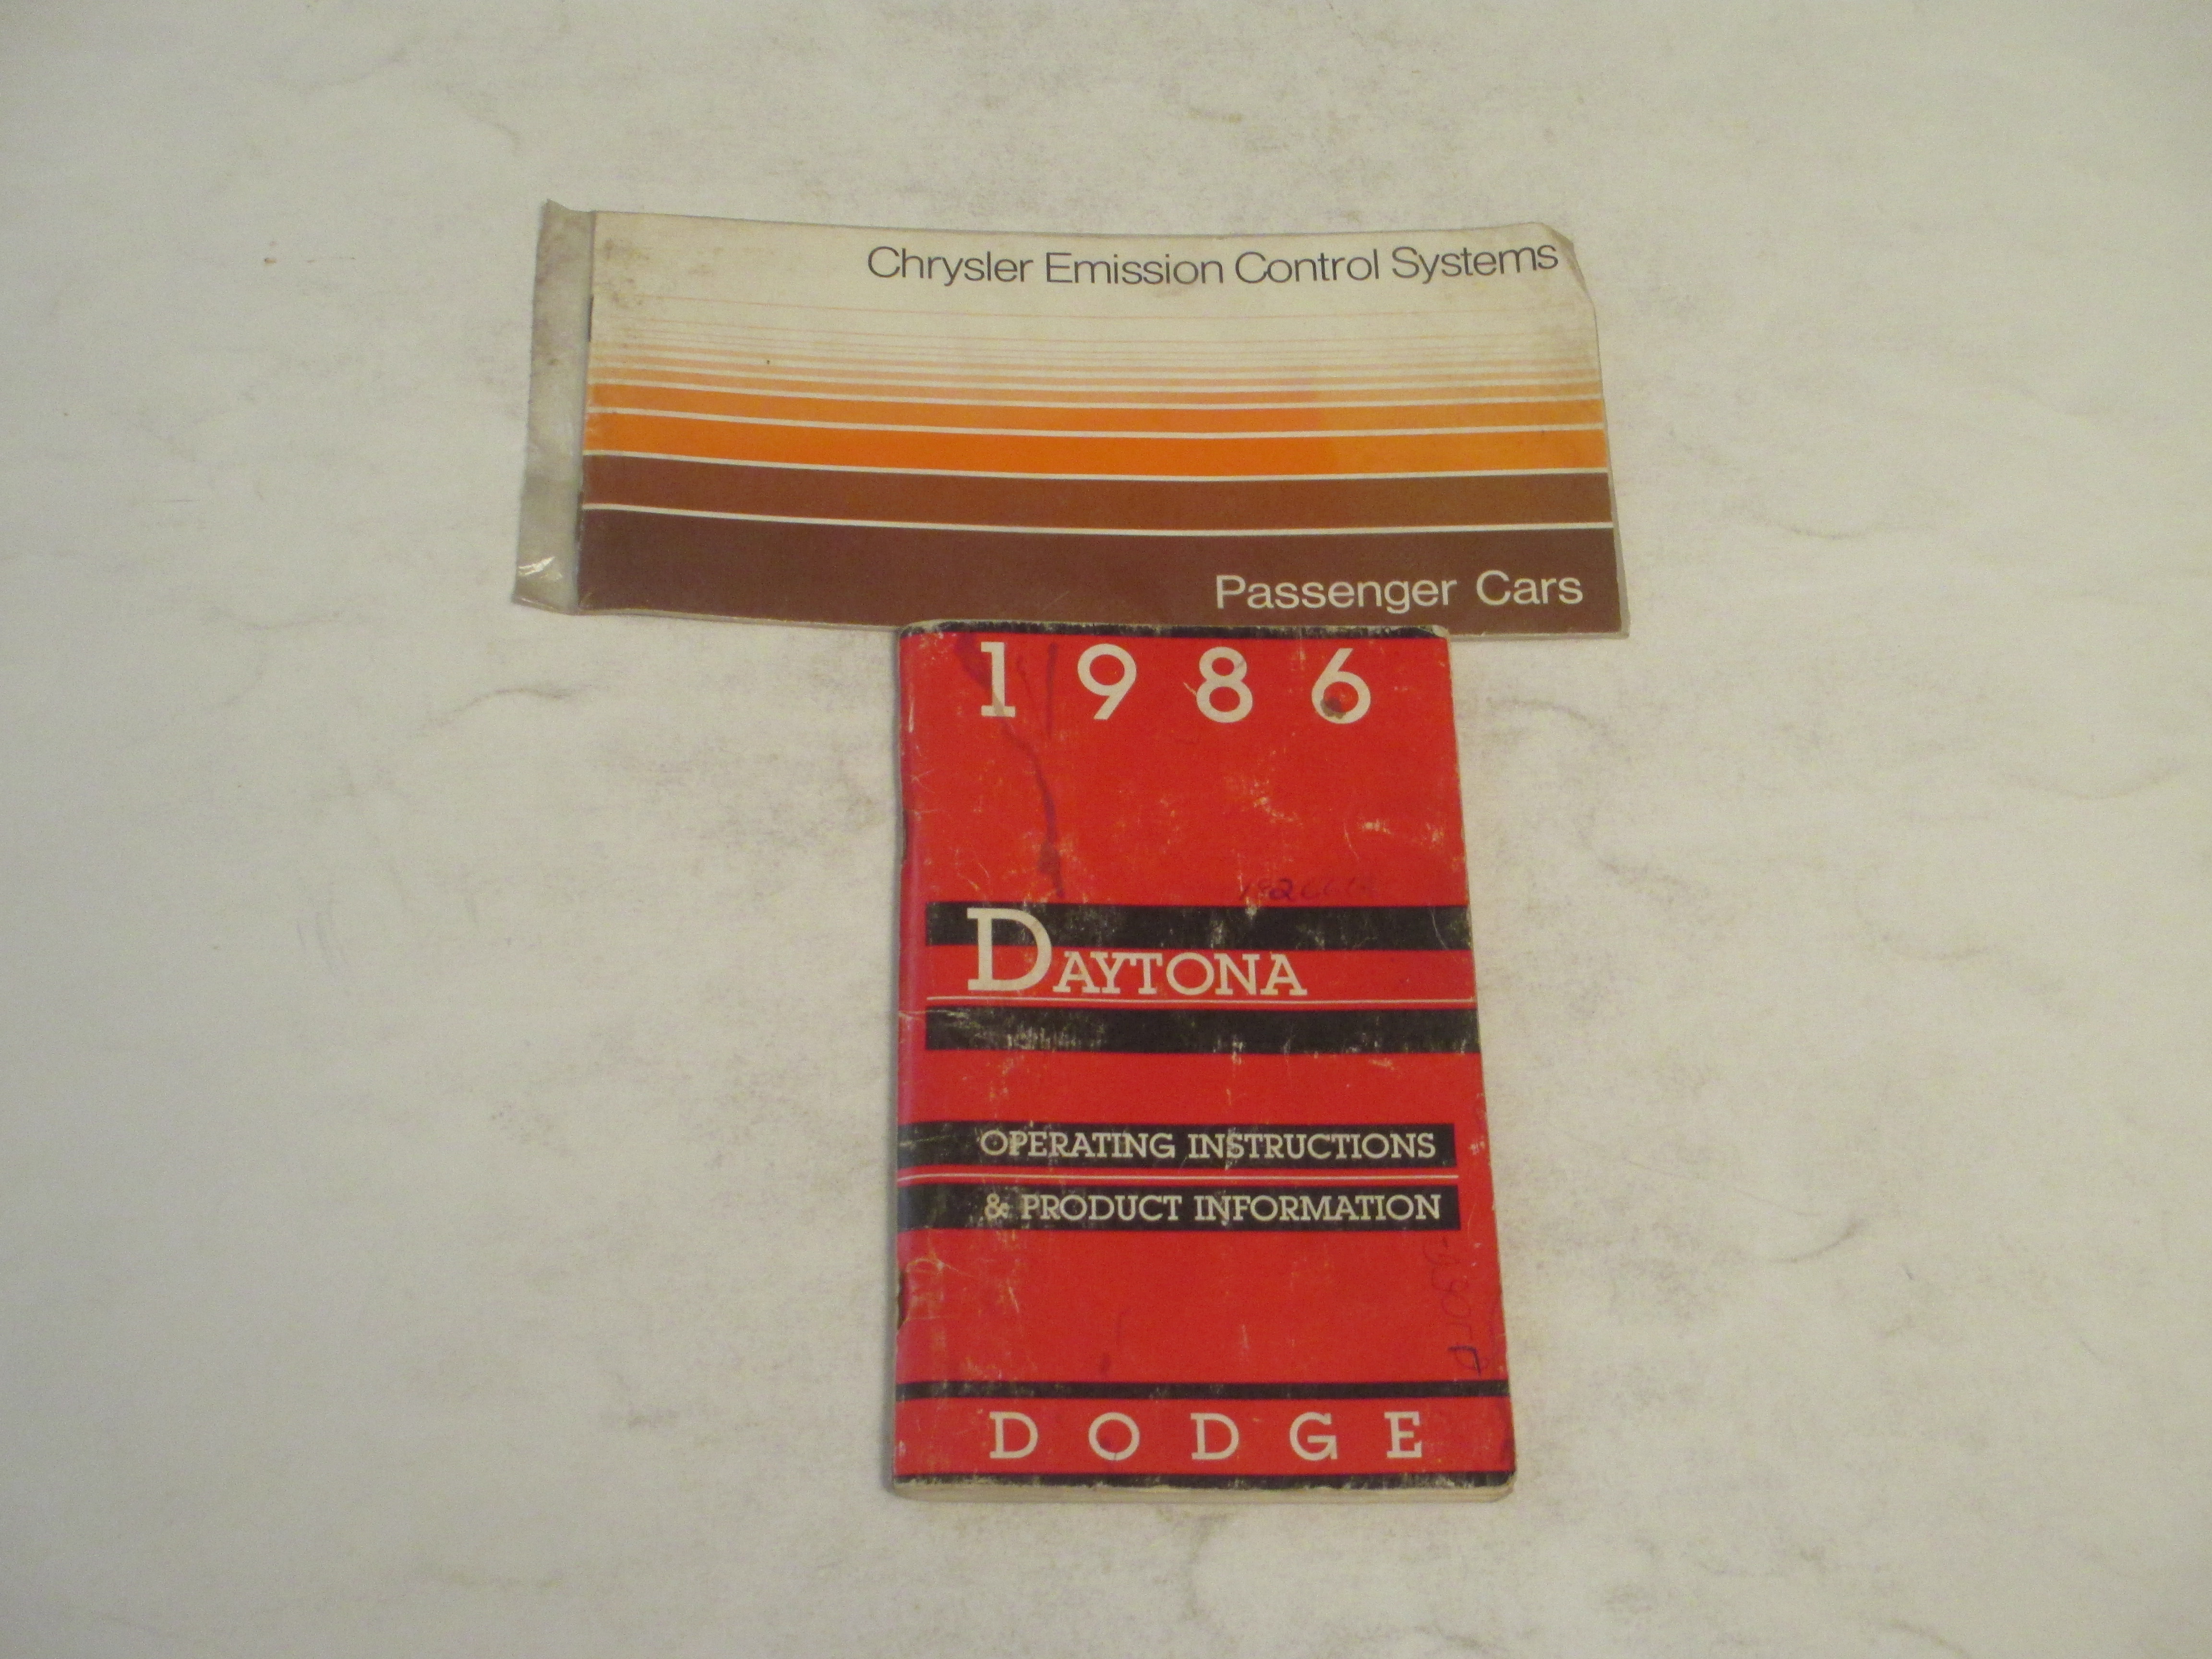 Chrysler Emission Control Systems
Passenger Cars
1986
DAYTONA
OPERATING INSTRUCTIONS
& PRODUCT INFORMATION
DODGE